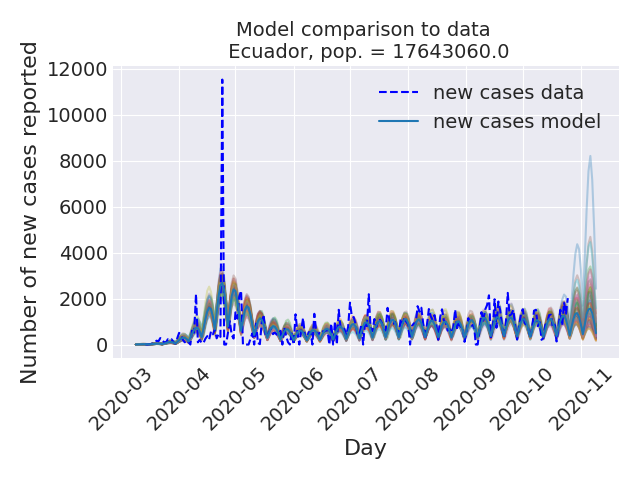 Model comparison to data
Ecuador, pop. = 17643060.0
Number of new cases reported
12000
10000
8000
6000
4000
2000
0
new cases data
new cases model
2020-03
2020-04
2020-05
2020-06
2020-07
2020-08
2020-09
2020-10
2020-11
Day